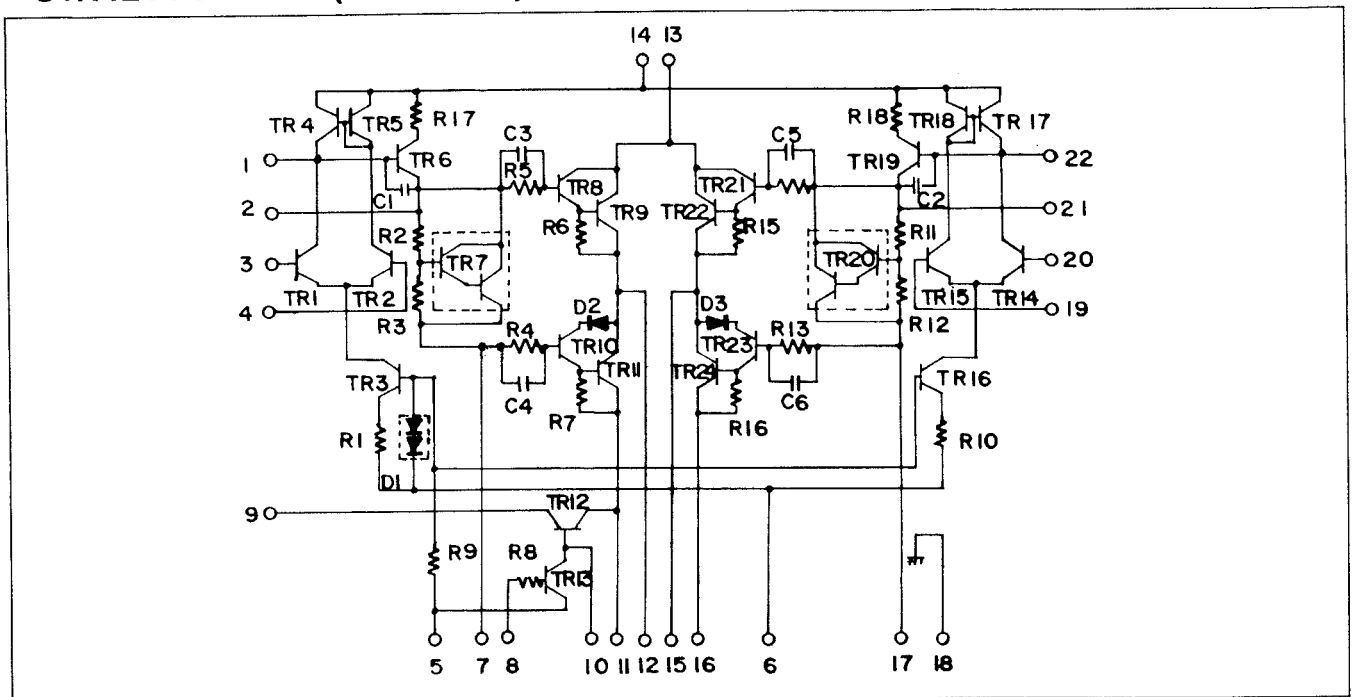 14 13
TR4 TR5 R17 C3 C5 R18 TR18 TR17
1 TR6 R5 TR8 TR21 TR19 22
C1 C2
2 R6 TR9 TR22 R15 R11 21
R2
3 TR7 TR20 20
TR1 TR2 TR15 TR14
4 R3 D2 D3 R12 19
R4 TR10 TR23 R13
TR3 TR11 TR24 TR16
C4 C6
R7 R16
R1 R10
D1
9 TR12
R9 R8 TR13
5 7 8 10 11 12 15 16 6 17 18